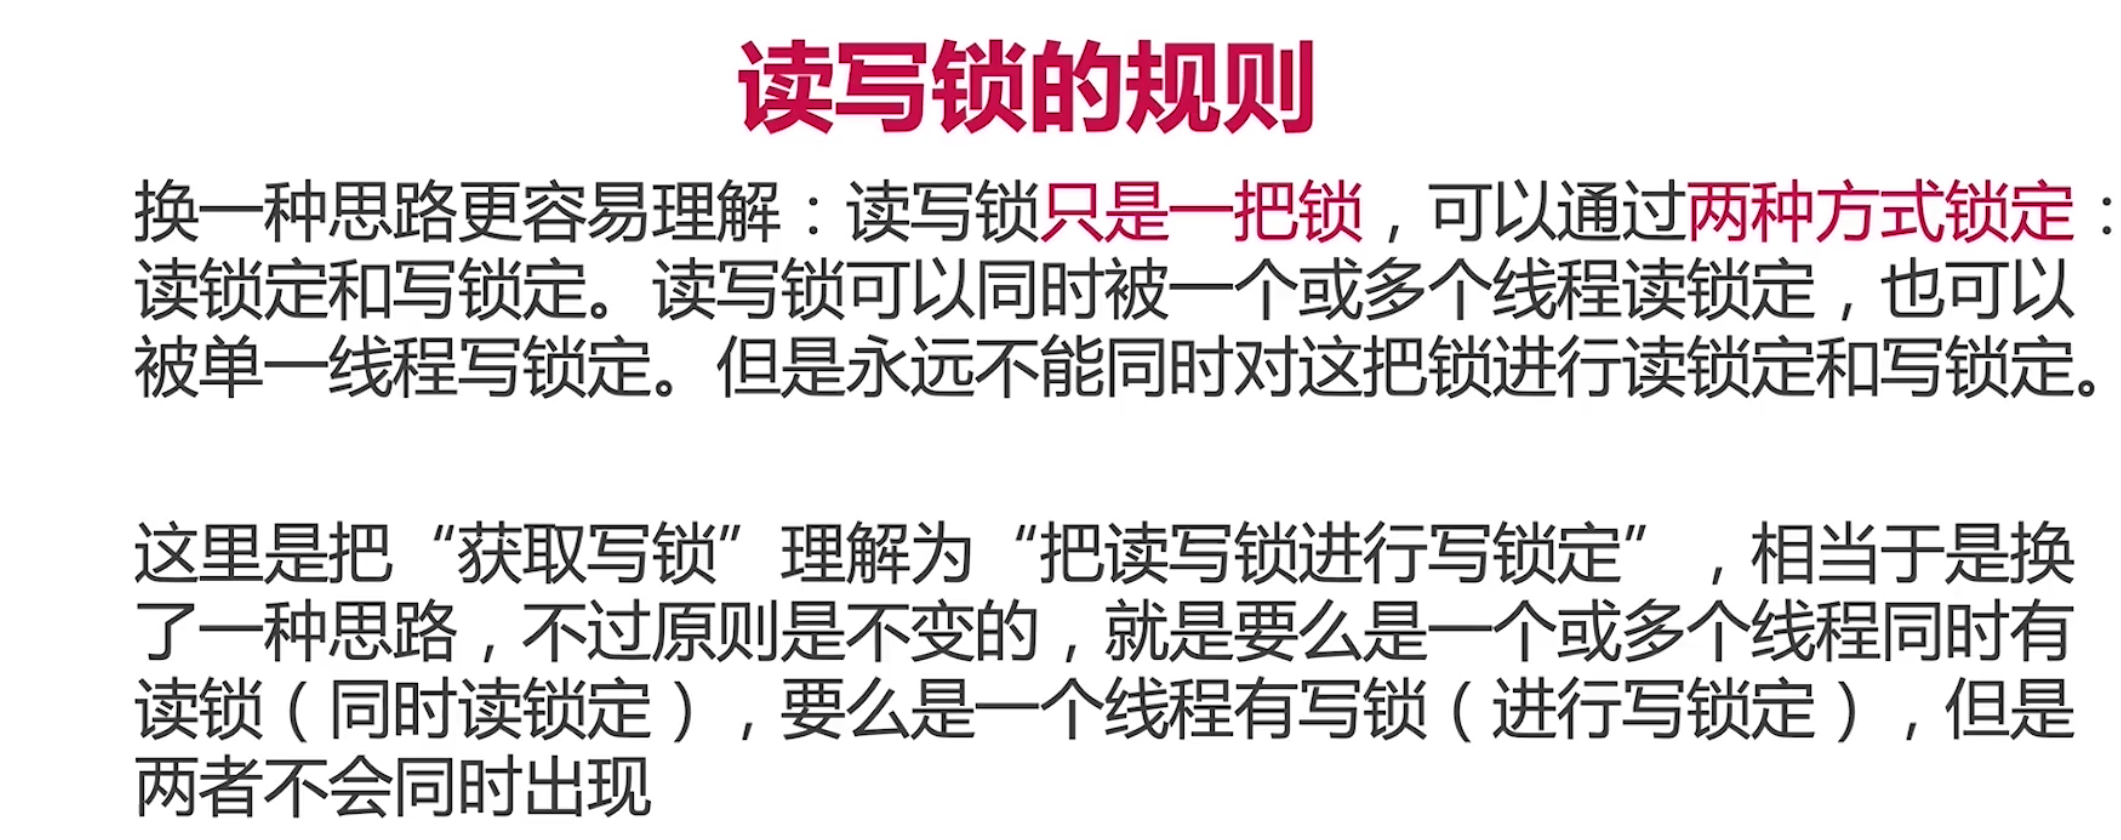 读写锁的规则
换一种思路更容易理解：读写锁只是一把锁，可以通过两种方式锁定：
读锁定和写锁定。读写锁可以同时被一个或多个线程读锁定，也可以
被单一线程写锁定。但是永远不能同时对这把锁进行读锁定和写锁定。
这里是把“获取写锁”理解为“把读写锁进行写锁定”，相当于是换
了一种思路，不过原则是不变的，就是要么是一个或多个线程同时有
读锁（同时读锁定），要么是一个线程有写锁（进行写锁定），但是
两者不会同时出现